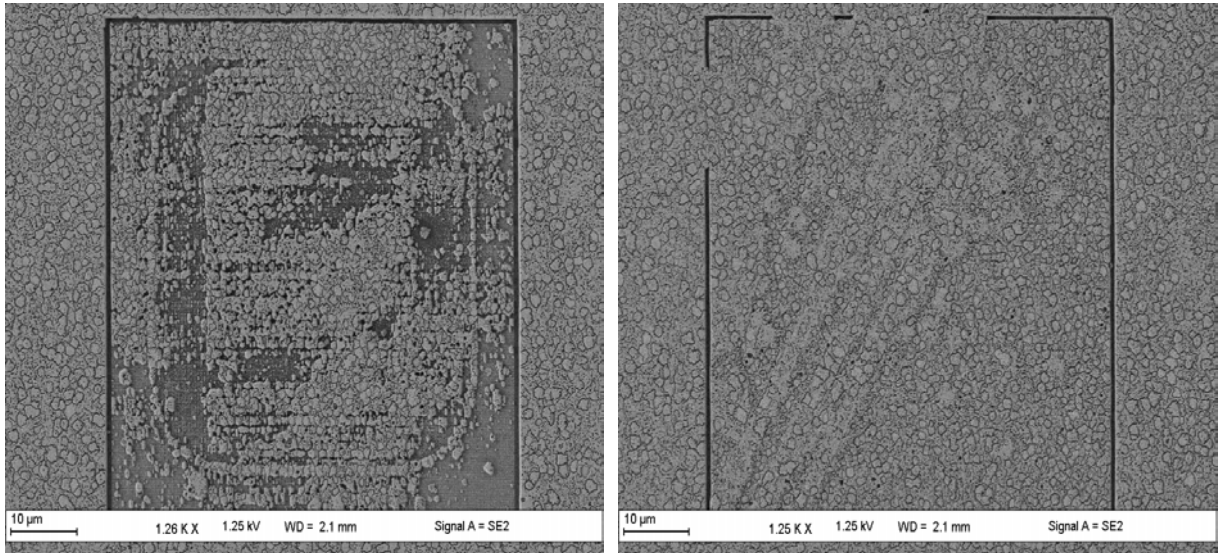 10 µm 1.26 K X 1.25 kV WD = 2.1 mm Signal A = SE2
10 µm 1.25 K X 1.25 kV WD = 2.1 mm Signal A = SE2